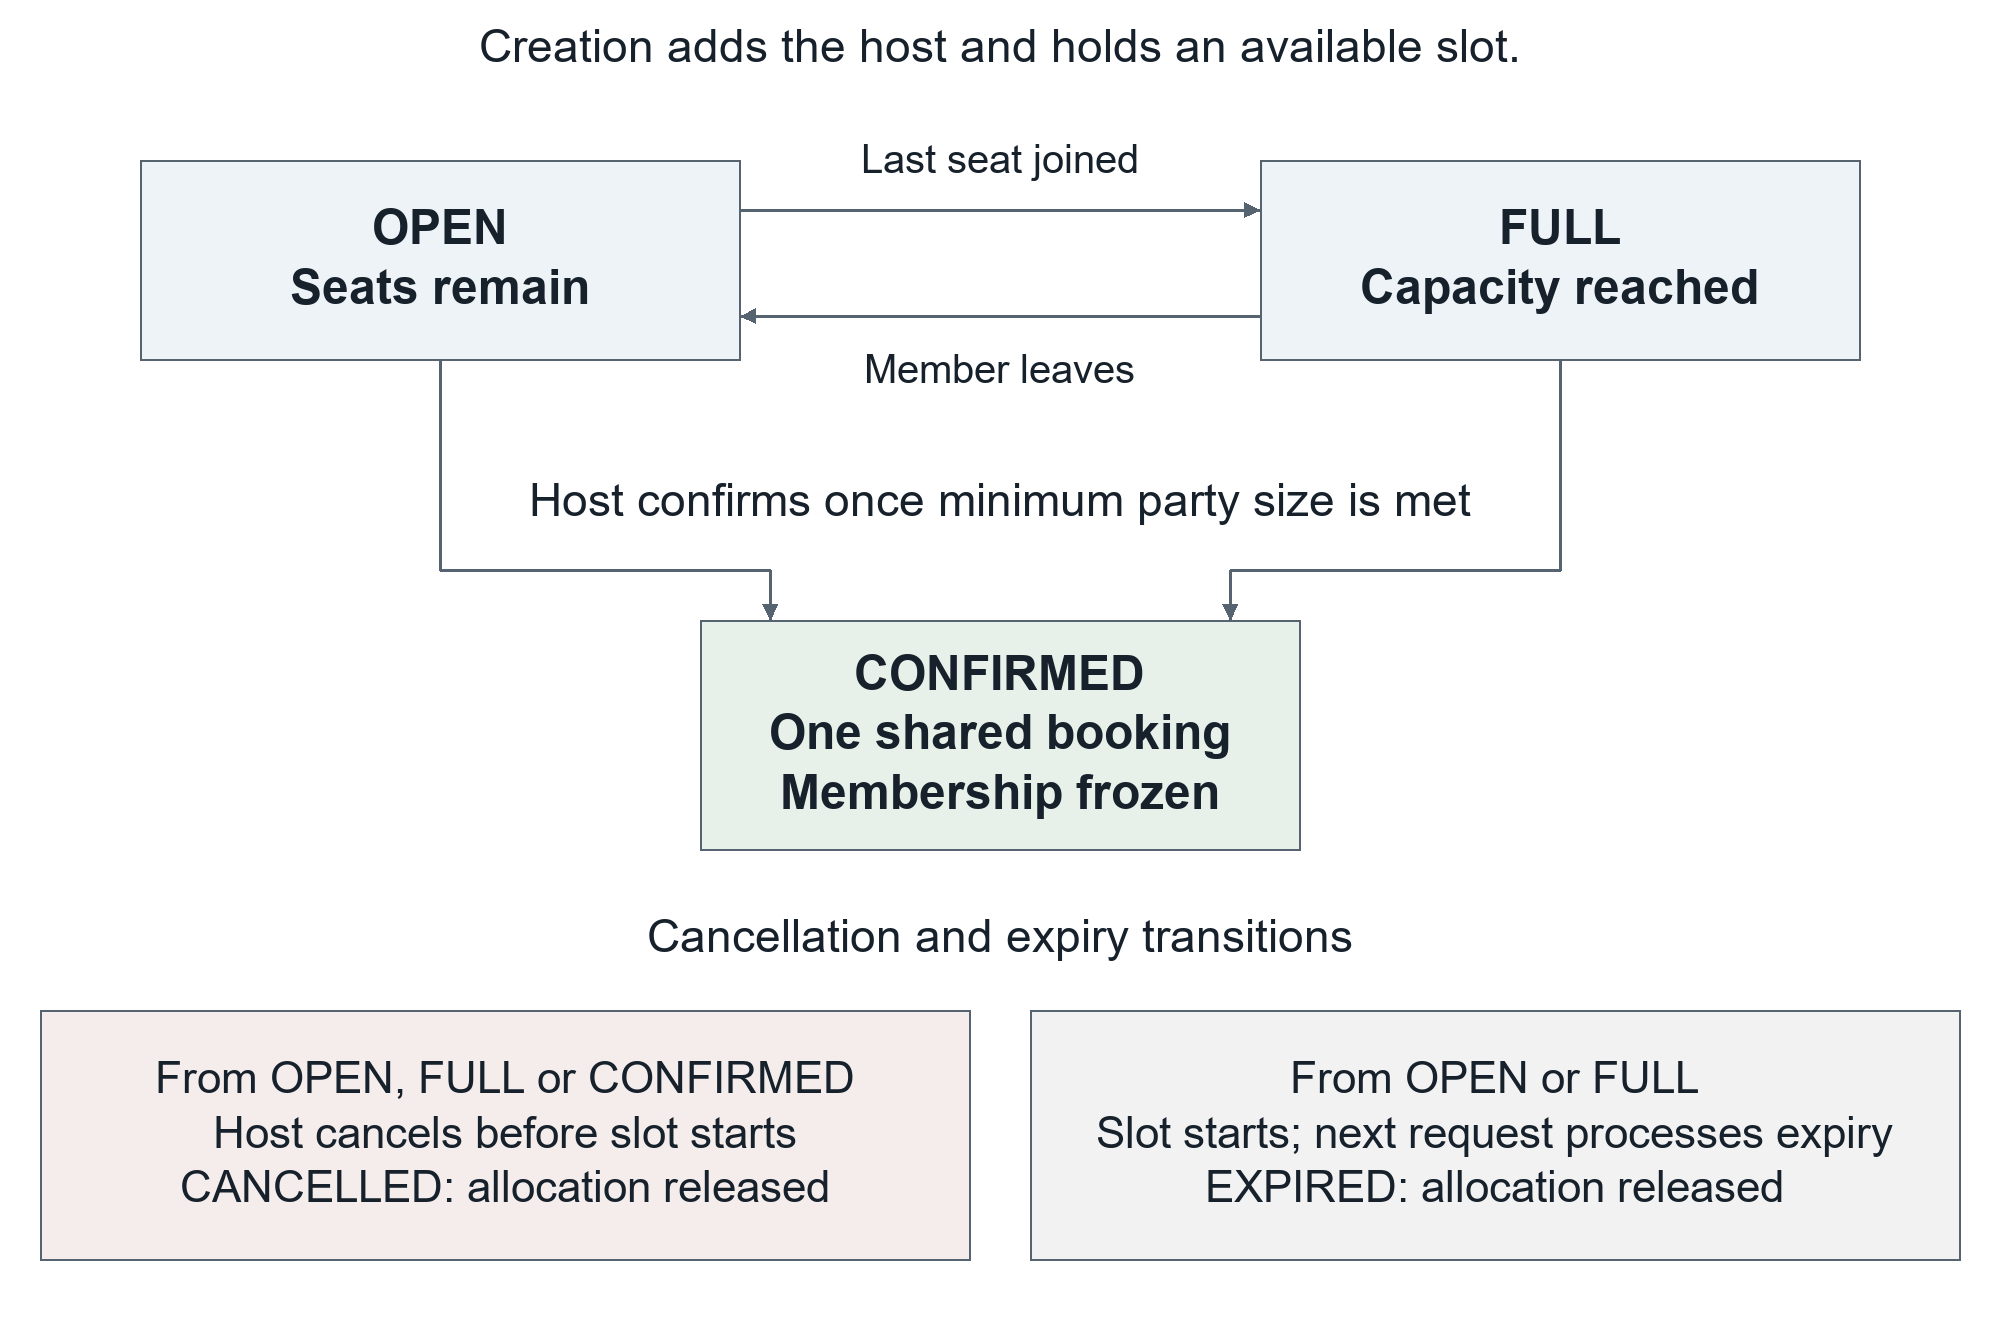 Creation adds the host and holds an available slot.
Last seat joined
OPEN
Seats remain
FULL
Capacity reached
Member leaves
Host confirms once minimum party size is met
CONFIRMED
One shared booking
Membership frozen
Cancellation and expiry transitions
From OPEN, FULL or CONFIRMED
Host cancels before slot starts
CANCELLED: allocation released
From OPEN or FULL
Slot starts; next request processes expiry
EXPIRED: allocation released